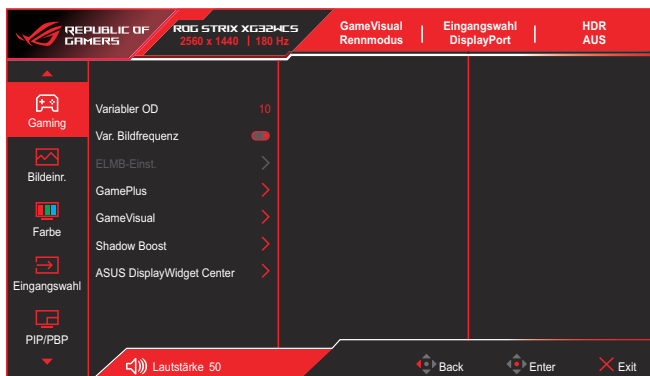 REPUBLIC OF
GAMERS
ROG STRIX XG32WCS
2560 x 1440 | 180 Hz
GameVisual
Rennmodus
Eingangswahl
DisplayPort
HDR
AUS
Gaming
Bildeinr.
Farbe
Eingangswahl
PIP/PBP
Variabler OD 10
Var. Bildfrequenz
ELMB-Einst.
GamePlus
GameVisual
Shadow Boost
ASUS DisplayWidget Center
Lautstärke 50
Back
Enter
Exit